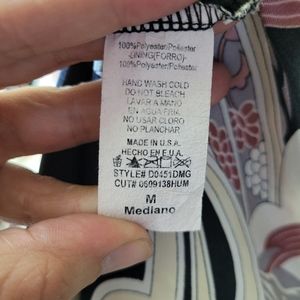 100%Polyester/Poliester
-LINING(FORRO)-
100%Polyester/Poliester
HAND WASH COLD
DO NOT BLEACH
LAVAR A MANO
EN AGUA FRIA
NO USAR CLORO
NO PLANCHAR
MADE IN U.S.A.
HECHO EN E.U.A.
STYLE# D0451DMG
CUT# 0609138HUM
M
Mediano